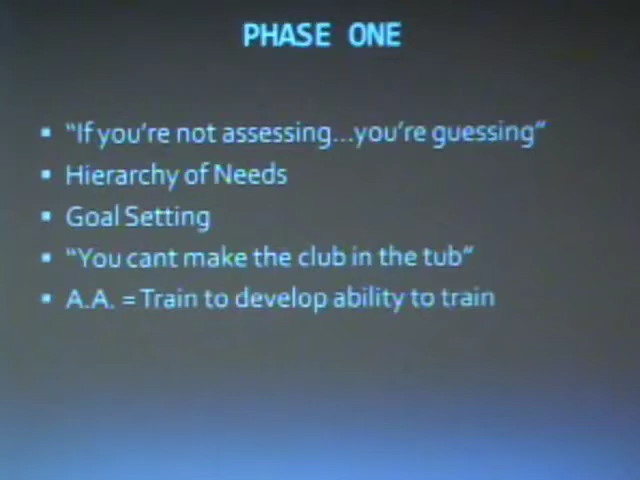 PHASE ONE
▪ "If you're not assessing...you're guessing"
▪ Hierarchy of Needs
▪ Goal Setting
▪ "You cant make the club in the tub"
▪ A.A. = Train to develop ability to train